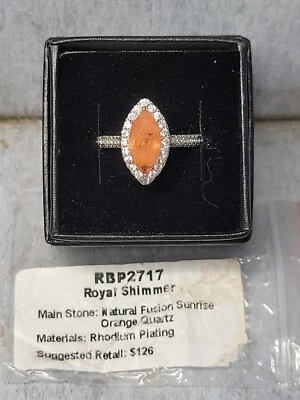 RBP2717
Royal Shimmer
Main Stone: Natural Fusion Sunrise
Orange Quartz
Materials: Rhodium Plating
Suggested Retail: $126